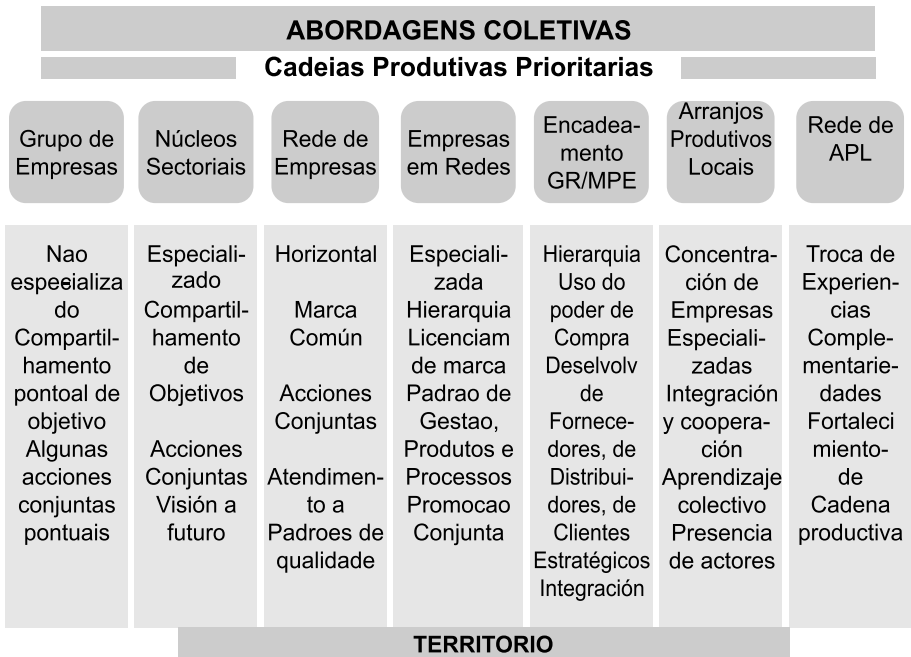 ABORDAGENS COLETIVAS
Cadeias Produtivas Prioritarias
Grupo de
Empresas
Núcleos
Sectoriais
Rede de
Empresas
Empresas
em Redes
Encadea-
mento
GR/MPE
Arranjos
Produtivos
Locais
Rede de
APL
Nao
especializa
do
Compartil-
hamento
pontoal de
objetivo
Algunas
acciones
conjuntas
pontuais
Especiali-
zado
Compartil-
hamento
de
Objetivos
Acciones
Conjuntas
Visión a
futuro
Horizontal
Marca
Común
Acciones
Conjuntas
Atendimen-
to a
Padroes de
qualidade
Especiali-
zada
Hierarquia
Licenciam
de marca
Padrao de
Gestao,
Produtos e
Processos
Promocao
Conjunta
Hierarquia
Uso do
poder de
Compra
Deselvolv
de
Fornece-
dores, de
Distribui-
dores, de
Clientes
Estratégicos
Integración
Concentra-
ción de
Empresas
Especiali-
zadas
Integración
y coopera-
ción
Aprendizaje
colectivo
Presencia
de actores
Troca de
Experien-
cias
Comple-
mentarie-
dades
Fortaleci
miento-
de
Cadena
productiva
TERRITORIO